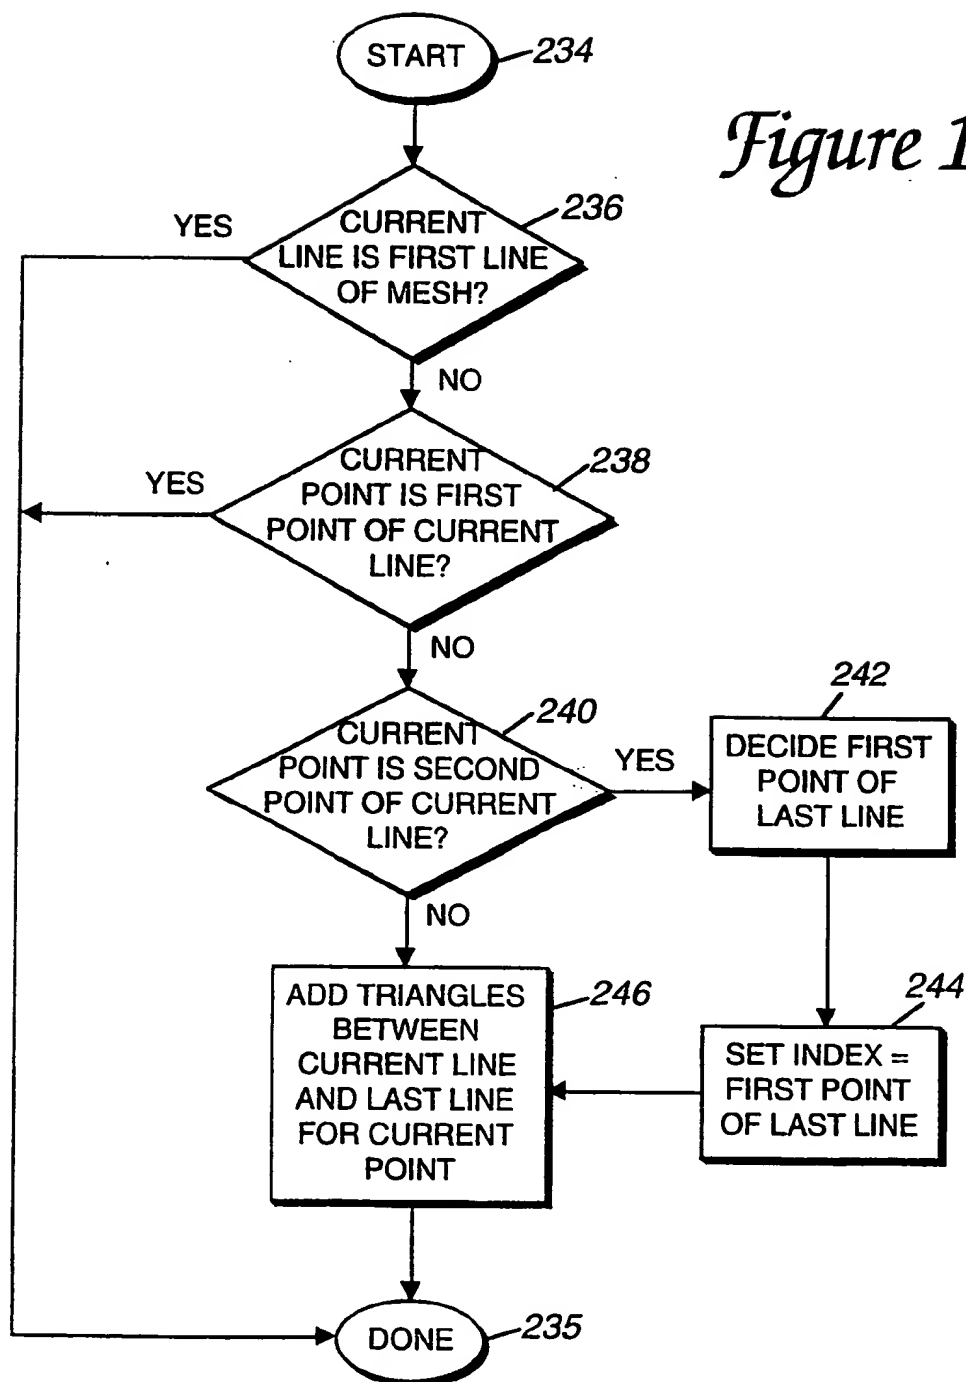 START
234
Figure 1
236
YES
CURRENT
LINE IS FIRST LINE
OF MESH?
NO
238
YES
CURRENT
POINT IS FIRST
POINT OF CURRENT
LINE?
NO
240
CURRENT
POINT IS SECOND
POINT OF CURRENT
LINE?
YES
242
DECIDE FIRST
POINT OF
LAST LINE
NO
244
SET INDEX =
FIRST POINT
OF LAST LINE
246
ADD TRIANGLES
BETWEEN
CURRENT LINE
AND LAST LINE
FOR CURRENT
POINT
DONE
235